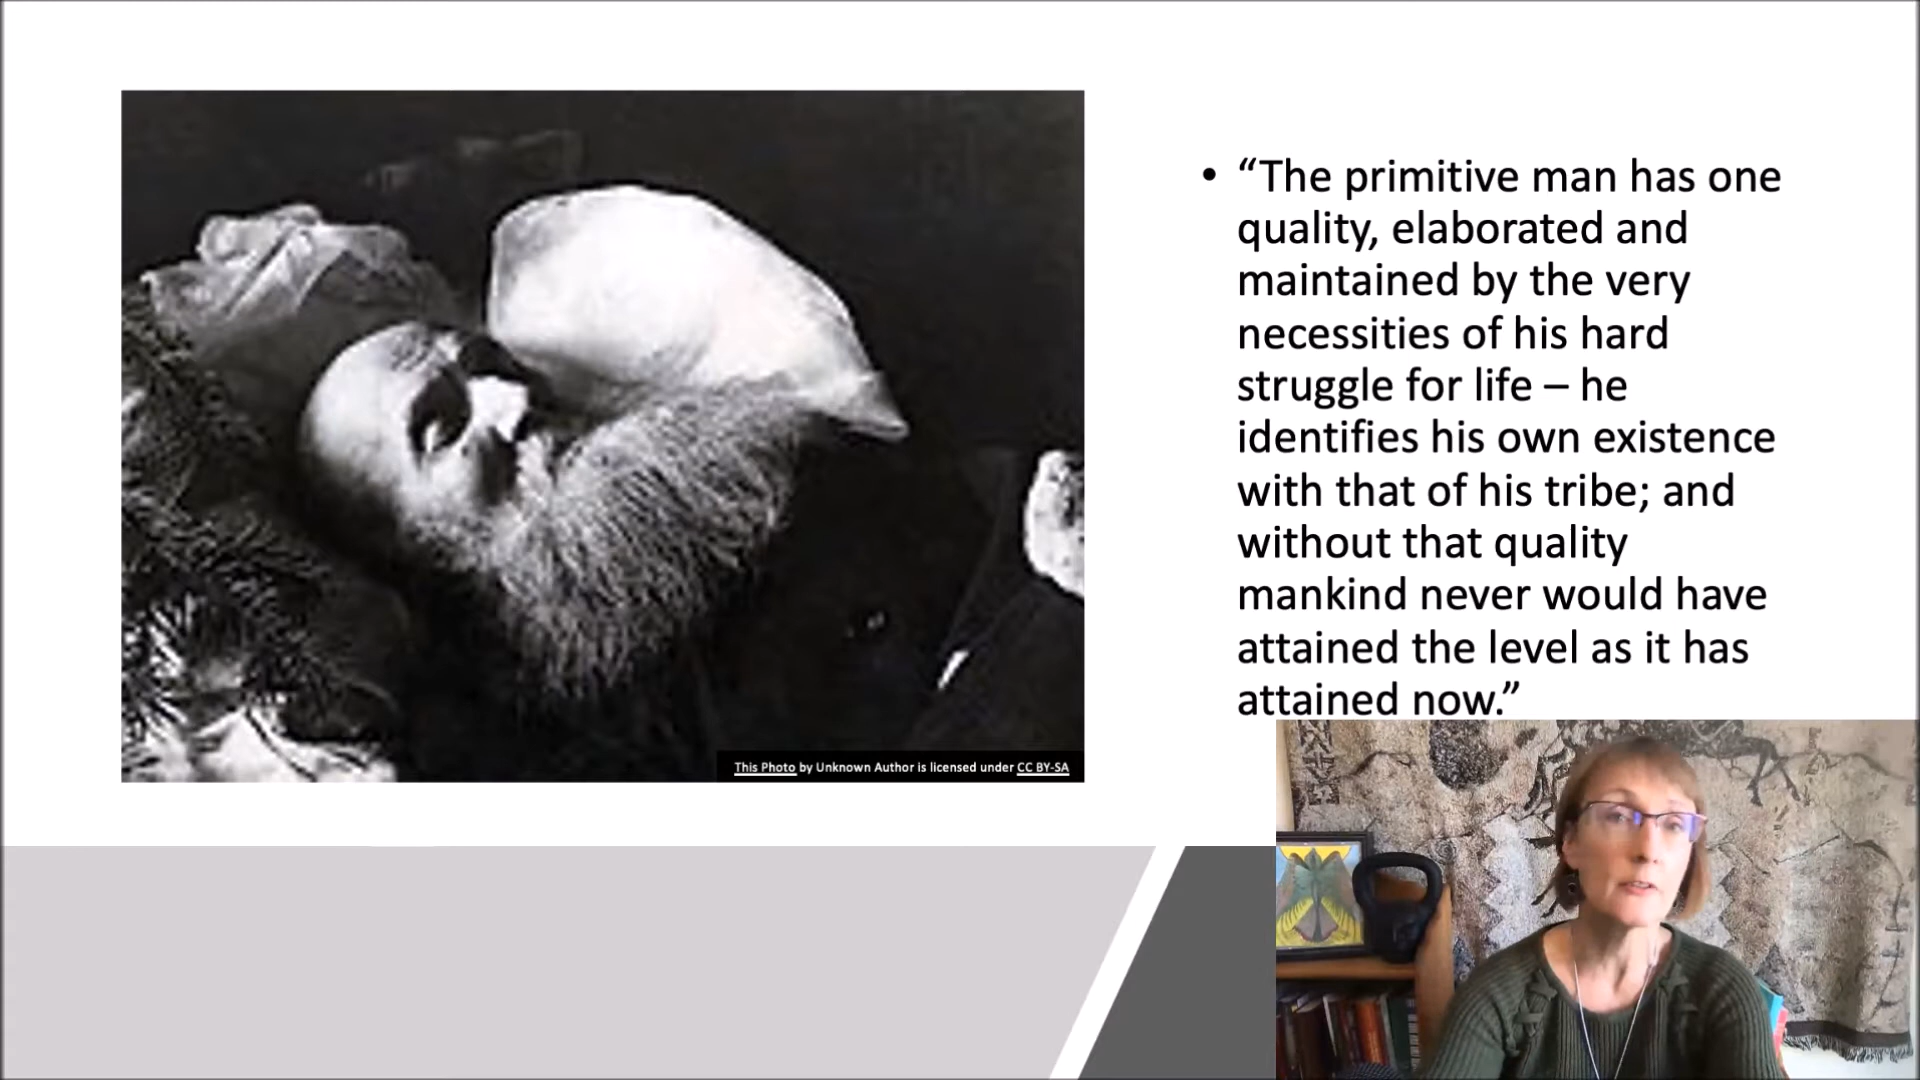 • “The primitive man has one
quality, elaborated and
maintained by the very
necessities of his hard
struggle for life – he
identifies his own existence
with that of his tribe; and
without that quality
mankind never would have
attained the level as it has
attained now.”
This Photo by Unknown Author is licensed under CC BY-SA